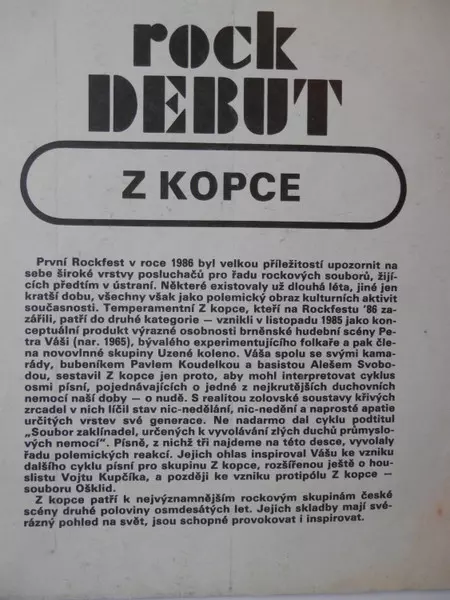 rock
DEBUT
Z KOPCE
První Rockfest v roce 1986 byl velkou příležitostí upozornit na
sebe široké vrstvy posluchačů pro řadu rockových souborů, žijí-
cích předtím v ústraní. Některé existovaly už dlouhá léta, jiné jen
kratší dobu, všechny však jako polemický obraz kulturních aktivit
současnosti. Temperamentní Z kopce, kteří na Rockfestu '86 za-
zářili, patří do druhé kategorie — vznikli v listopadu 1985 jako kon-
ceptuální produkt výrazné osobnosti brněnské hudební scény Pe-
tra Váši (nar. 1965), bývalého experimentujícího folkaře a pak čle-
na novovlnné skupiny Uzené koleno. Váša spolu se svými kama-
rády, bubeníkem Pavlem Koudelkou a basistou Alešem Svobo-
dou, sestavil Z kopce jen proto, aby mohl interpretovat cyklus
osmi písní, pojednávajících o jedné z nejkrutějších duchovních
nemocí naší doby — o nudě. S realitou zolovské soustavy křivých
zrcadel v nich líčil stav nic-nedělání, nic-nedění a naprosté apatie
určitých vrstev své generace. Ne nadarmo dal cyklu podtitul
„Soubor zaklínadel, určených k vyvolávání zlých duchů průmyslo-
vých nemocí“. Písně, z nichž tři najdeme na této desce, vyvolaly
řadu polemických reakcí. Jejich ohlas inspiroval Vášu ke vzniku
dalšího cyklu písní pro skupinu Z kopce, rozšířenou ještě o hou-
slistu Vojtu Kupčíka, a později ke vzniku protipólu Z kopce —
souboru Ošklid.
Z kopce patří k nejvýznamnějším rockovým skupinám české
scény druhé poloviny osmdesátých let. Jejich skladby mají své-
rázný pohled na svět, jsou schopné provokovat i inspirovat.